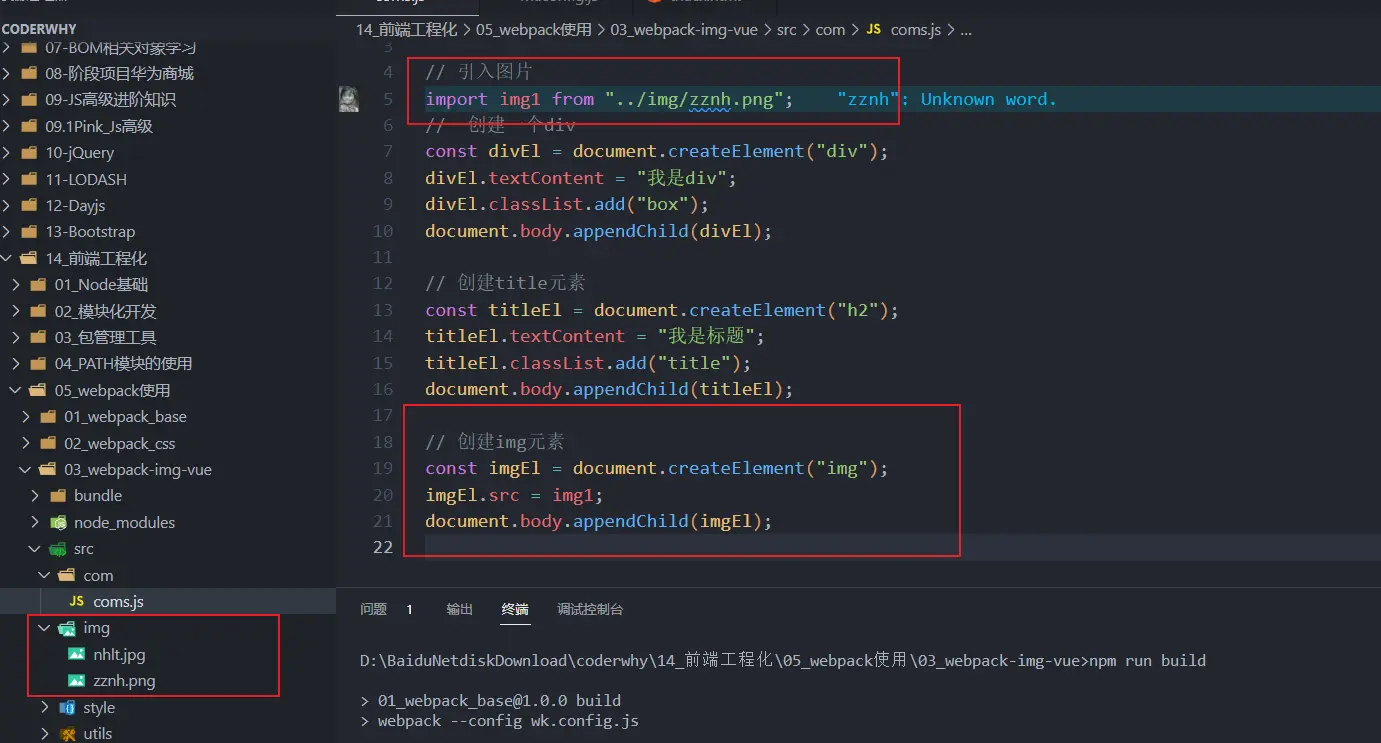 coms.js
CODERWHY
07-BOM相关对象学习
08-阶段项目华为商城
09-JS高级进阶知识
09.1Pink_Js高级
10-jQuery
11-LODASH
12-Dayjs
13-Bootstrap
14_前端工程化
01_Node基础
02_模块化开发
03_包管理工具
04_PATH模块的使用
05_webpack使用
01_webpack_base
02_webpack_css
03_webpack-img-vue
bundle
node_modules
src
com
JS coms.js
img
nhlt.jpg
zznh.png
style
utils
14_前端工程化 > 05_webpack使用 > 03_webpack-img-vue > src > com > JS coms.js > ...
3
4 // 引入图片
5 import img1 from "../img/zznh.png"; "zznh": Unknown word.
6 // 创建一个div
7 const divEl = document.createElement("div");
8 divEl.textContent = "我是div";
9 divEl.classList.add("box");
10 document.body.appendChild(divEl);
11
12 // 创建title元素
13 const titleEl = document.createElement("h2");
14 titleEl.textContent = "我是标题";
15 titleEl.classList.add("title");
16 document.body.appendChild(titleEl);
17
18 // 创建img元素
19 const imgEl = document.createElement("img");
20 imgEl.src = img1;
21 document.body.appendChild(imgEl);
22
问题 1 输出 终端 调试控制台
D:\BaiduNetdiskDownload\coderwhy\14_前端工程化\05_webpack使用\03_webpack-img-vue>npm run build
> 01_webpack_base@1.0.0 build
> webpack --config wk.config.js